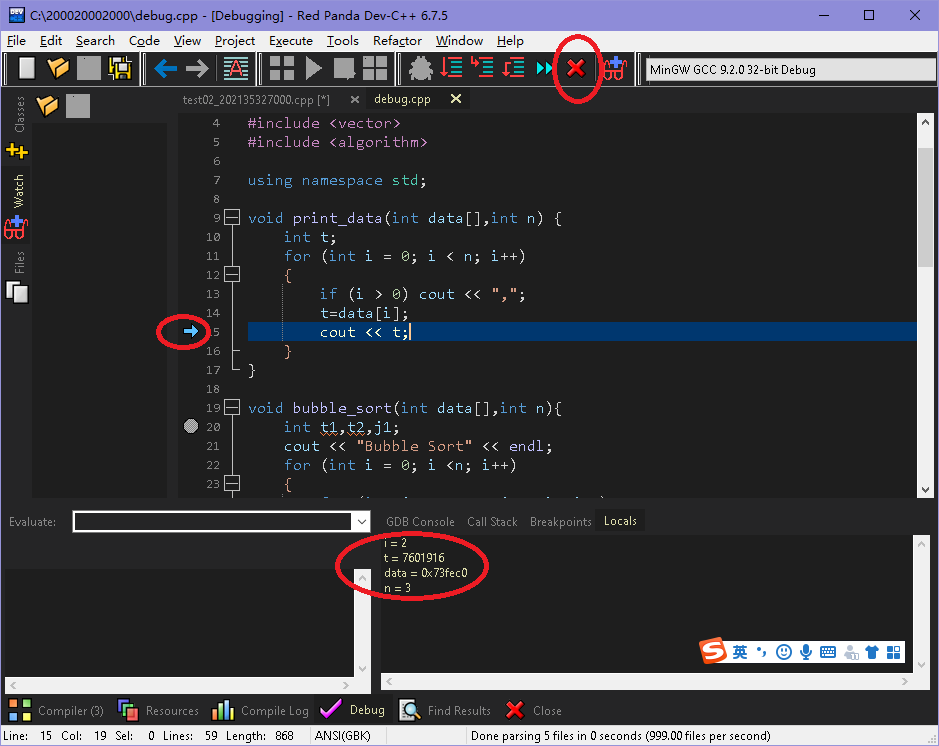 C:\200020002000\debug.cpp - [Debugging] - Red Panda Dev-C++ 6.7.5
File Edit Search Code View Project Execute Tools Refactor Window Help
MinGW GCC 9.2.0 32-bit Debug
Classes
Watch
Files
test02_202135327000.cpp [*] debug.cpp
4 #include <vector>
5 #include <algorithm>
6
7 using namespace std;
8
9 void print_data(int data[],int n) {
10 int t;
11 for (int i = 0; i < n; i++)
12 {
13 if (i > 0) cout << ",";
14 t=data[i];
15 cout << t;
16 }
17 }
18
19 void bubble_sort(int data[],int n){
20 int t1,t2,j1;
21 cout << "Bubble Sort" << endl;
22 for (int i = 0; i <n; i++)
23 {
Evaluate:
GDB Console Call Stack Breakpoints Locals
i = 2
t = 7601916
data = 0x73fec0
n = 3
S 英
Compiler (3) Resources Compile Log Debug Find Results Close
Line: 15 Col: 19 Sel: 0 Lines: 59 Length: 868 ANSI(GBK) Done parsing 5 files in 0 seconds (999.00 files per second)